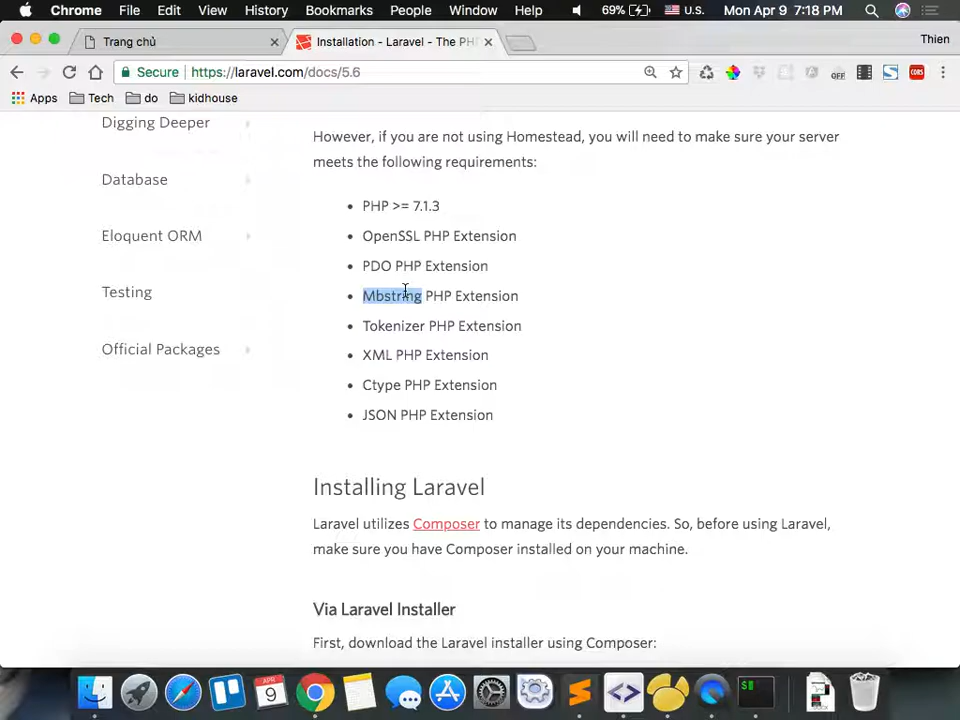 Chrome File Edit View History Bookmarks People Window Help 69% U.S. Mon Apr 9 7:18 PM
Trang chủ
Installation - Laravel - The PH
Thien
Secure https://laravel.com/docs/5.6
OFF
CORS
Apps Tech do kidhouse
Digging Deeper
Database
Eloquent ORM
Testing
Official Packages
However, if you are not using Homestead, you will need to make sure your server
meets the following requirements:
• PHP >= 7.1.3
• OpenSSL PHP Extension
• PDO PHP Extension
• Mbstring PHP Extension
• Tokenizer PHP Extension
• XML PHP Extension
• Ctype PHP Extension
• JSON PHP Extension
Installing Laravel
Laravel utilizes Composer to manage its dependencies. So, before using Laravel,
make sure you have Composer installed on your machine.
Via Laravel Installer
First, download the Laravel installer using Composer:
9